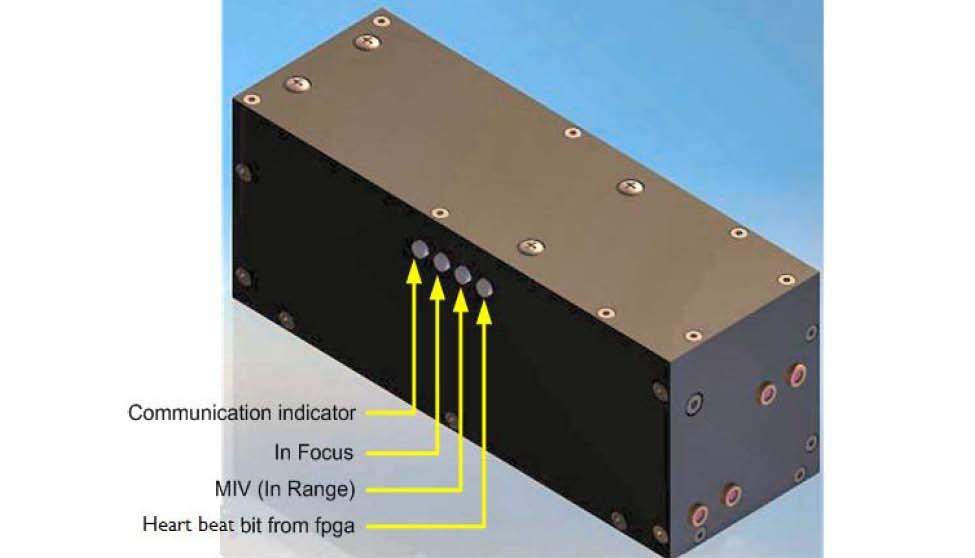 Communication indicator
In Focus
MIV (In Range)
Heart beat bit from fpga